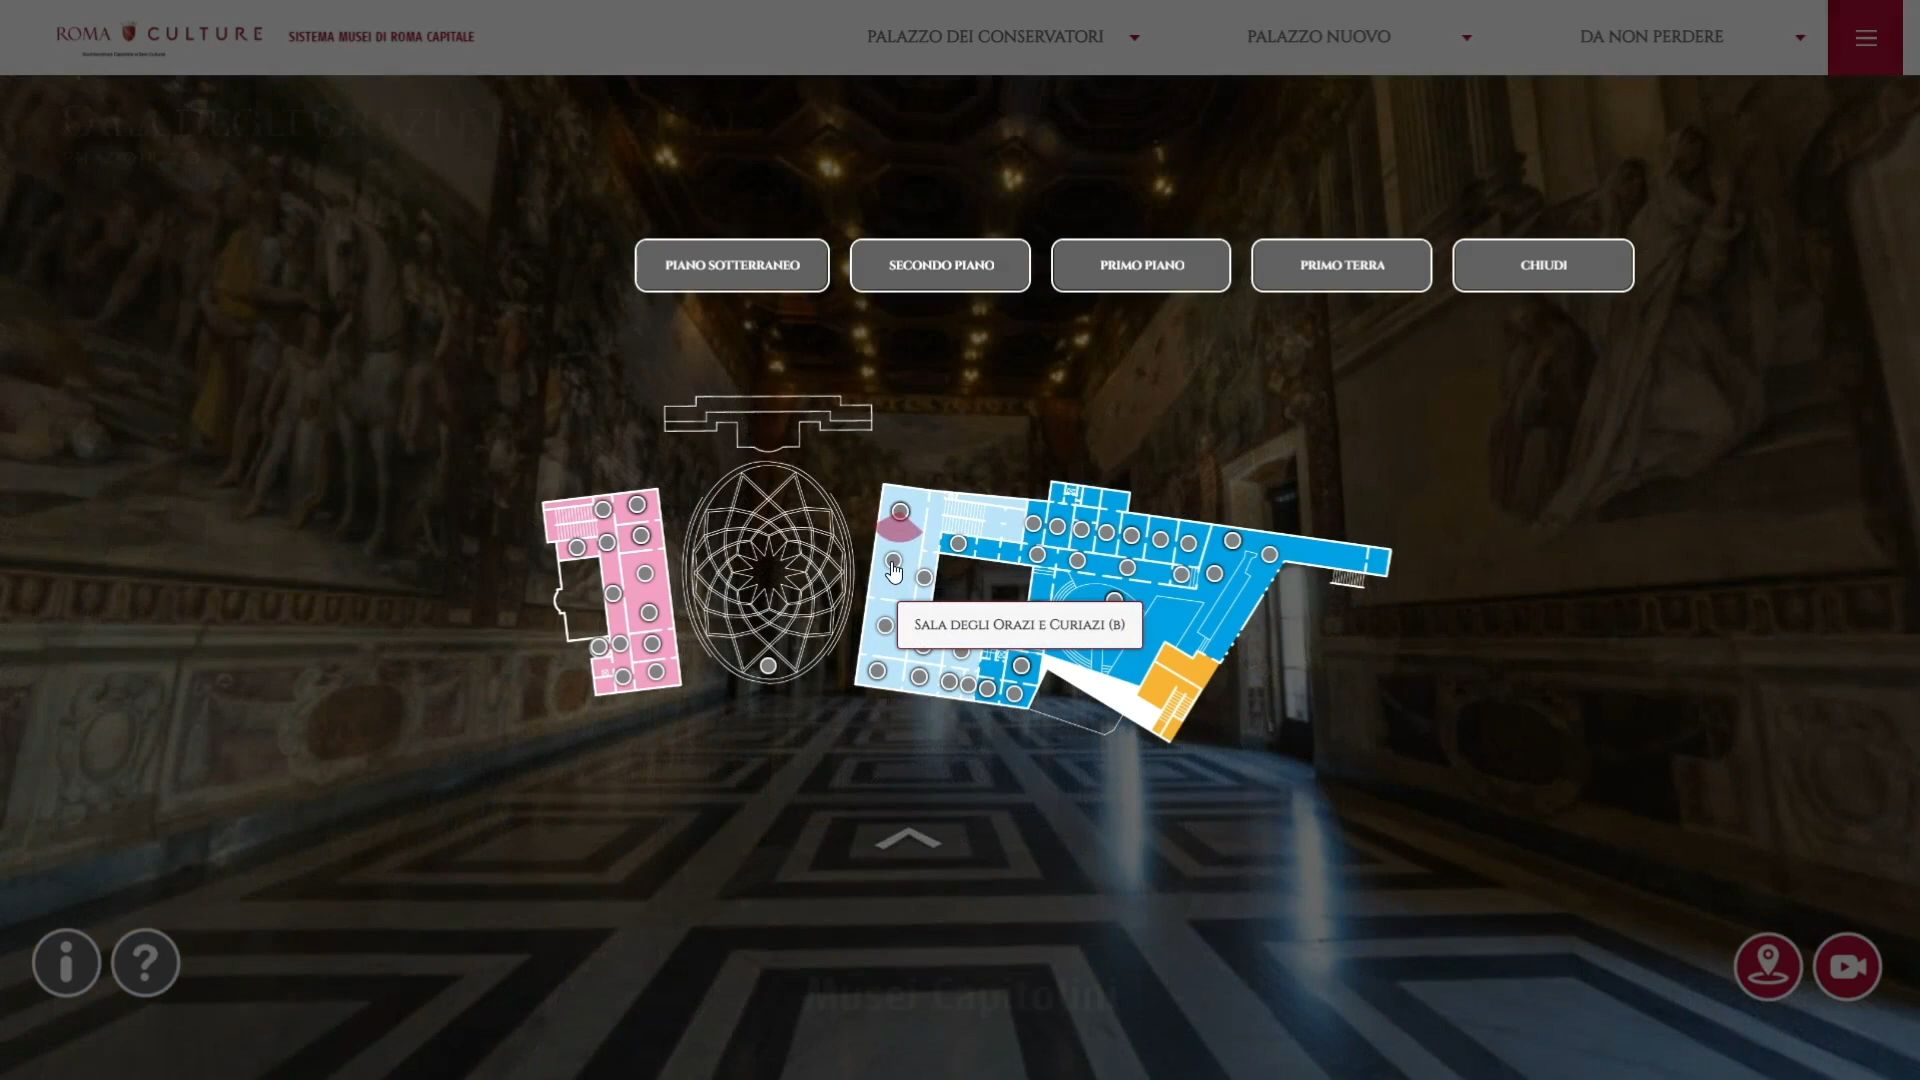 ROMA CULTURE
SISTEMA MUSEI DI ROMA CAPITALE
PALAZZO DEI CONSERVATORI
PALAZZO NUOVO
DA NON PERDERE
PIANO SOTTERRANEO
SECONDO PIANO
PRIMO PIANO
PRIMO TERRA
CHIUDI
Sala degli Orazi e Curiazi (b)
Musei Capitolini